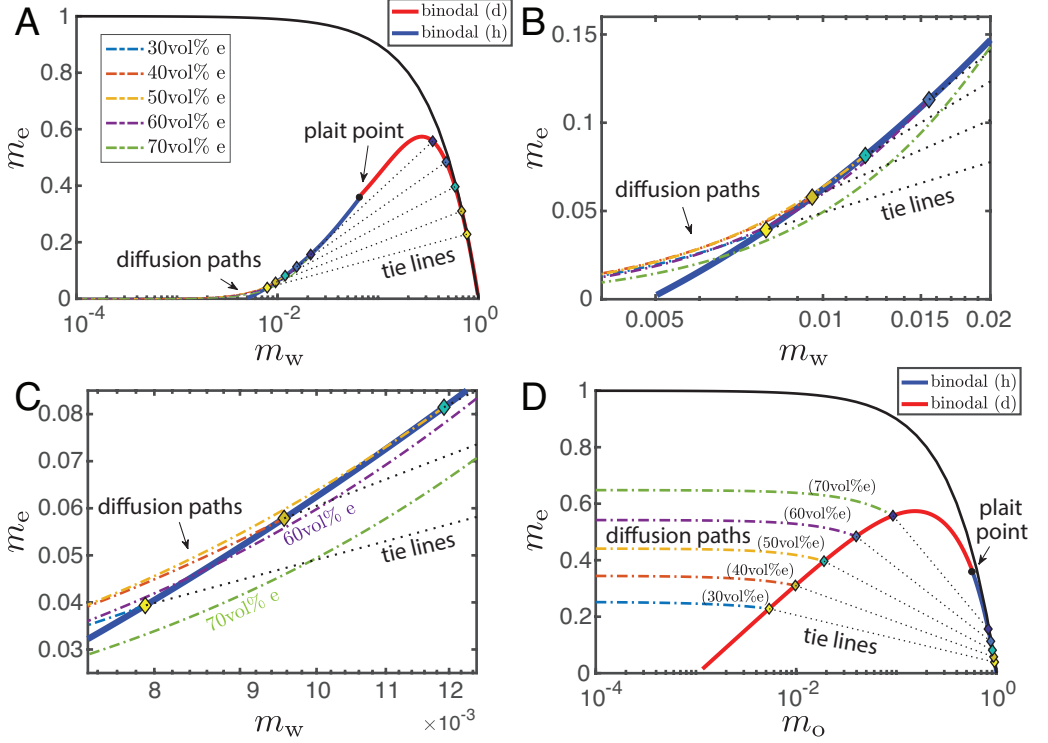 A
binodal (d)
binodal (h)
30vol% e
40vol% e
50vol% e
60vol% e
70vol% e
plait point
diffusion paths
tie lines
m_e
1
0.8
0.6
0.4
0.2
0
10^-4
10^-2
10^0
m_w
B
diffusion paths
tie lines
m_e
0.15
0.1
0.05
0
0.005
0.01
0.015
0.02
m_w
C
diffusion paths
60vol% e
tie lines
70vol% e
m_e
0.08
0.07
0.06
0.05
0.04
0.03
8
9
10
11
12
×10^-3
m_w
D
binodal (h)
binodal (d)
(70vol%e)
(60vol%e)
plait
point
diffusion paths
(50vol%e)
(40vol%e)
(30vol%e)
tie lines
m_e
1
0.8
0.6
0.4
0.2
0
10^-4
10^-2
10^0
m_o